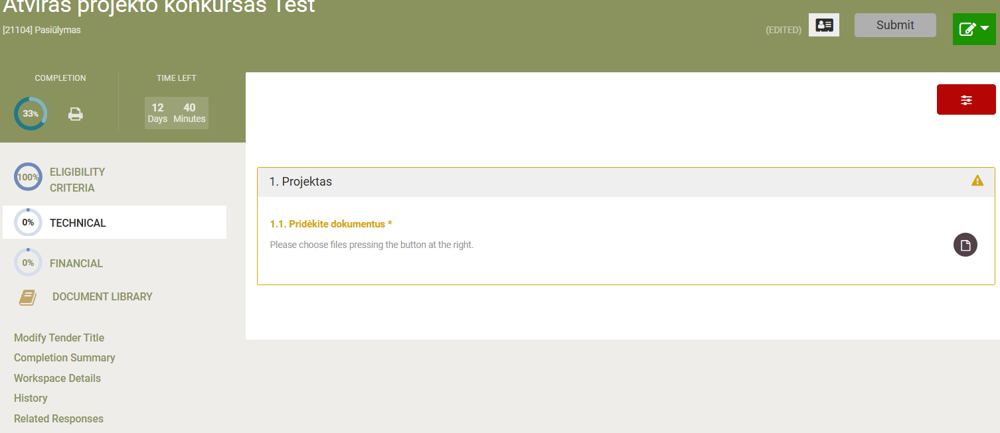 Atviras projekto konkursas Test
[21104] Pasiūlymas
(EDITED)
Submit
COMPLETION
TIME LEFT
33%
12 Days
40 Minutes
100%
ELIGIBILITY
CRITERIA
0%
TECHNICAL
0%
FINANCIAL
DOCUMENT LIBRARY
Modify Tender Title
Completion Summary
Workspace Details
History
Related Responses
1. Projektas
1.1. Pridėkite dokumentus *
Please choose files pressing the button at the right.